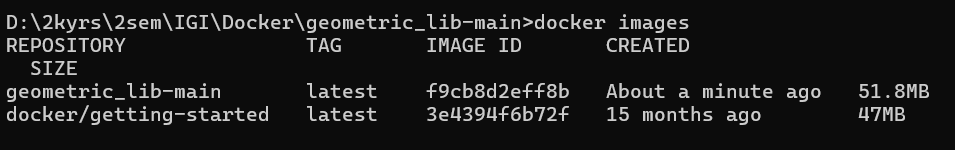 D:\2kyrs\2sem\IGI\Docker\geometric_lib-main>docker images
REPOSITORY TAG IMAGE ID CREATED
SIZE
geometric_lib-main latest f9cb8d2eff8b About a minute ago 51.8MB
docker/getting-started latest 3e4394f6b72f 15 months ago 47MB